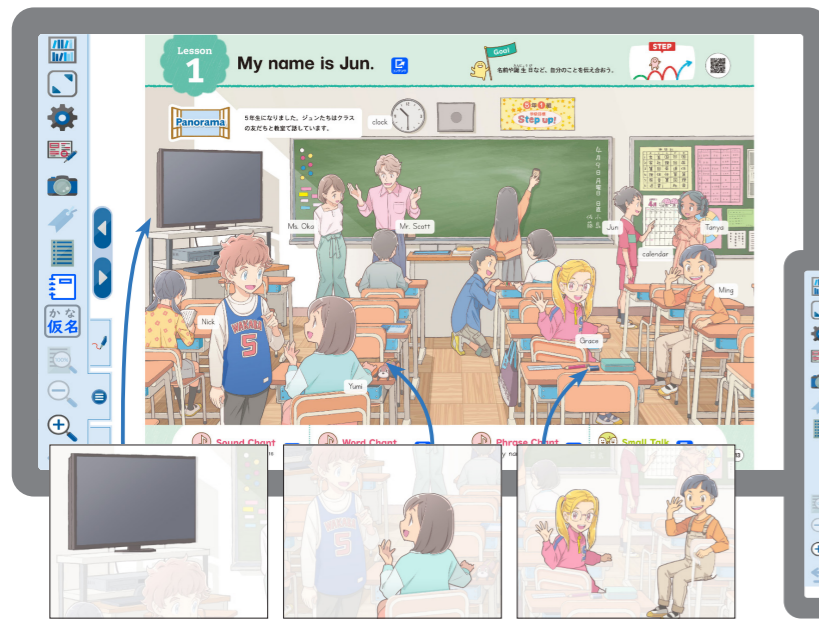 Lesson
1
My name is Jun.
Goal
名前や誕生日など、自分のことを伝え合おう。
STEP
Panorama
5年生になりました。ジュンたちはクラス
の友だちと教室で話しています。
clock
5年1組
Step up!
Ms. Oka
Mr. Scott
Jun
Tanya
calendar
Ming
Nick
Grace
Yumi
かな
仮名
Sound Chant
Word Chant
Phrase Chant
Small Talk